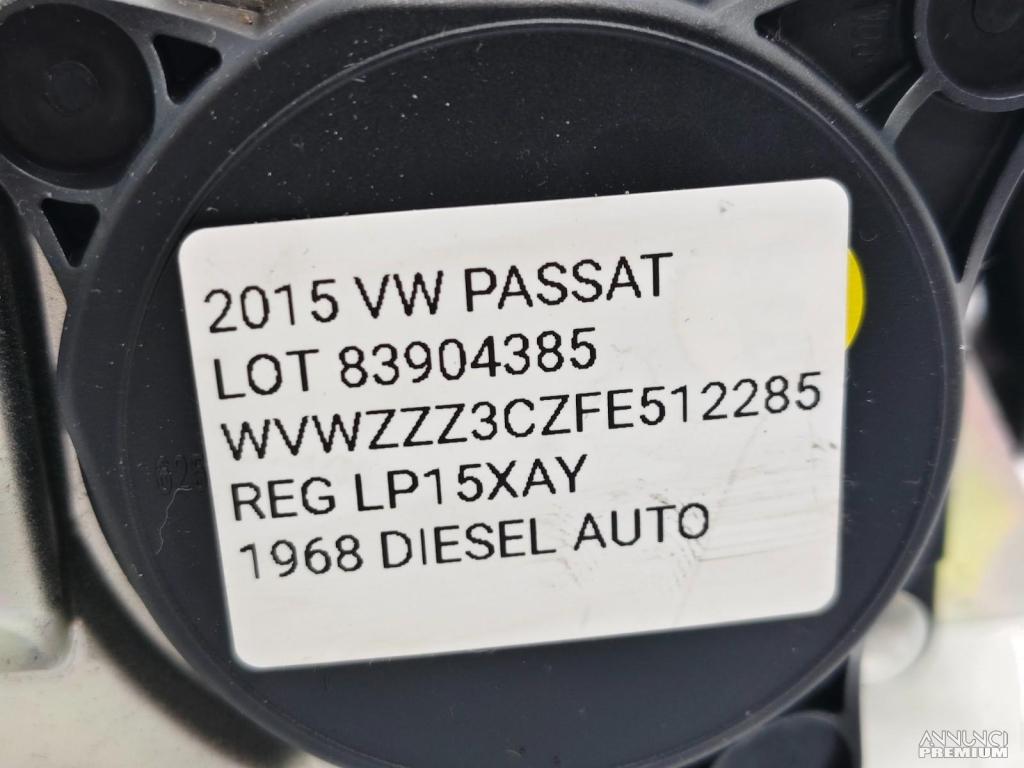 2015 VW PASSAT
LOT 83904385
WVWZZZ3CZFE512285
REG LP15XAY
1968 DIESEL AUTO
ANNUNCI
PREMIUM